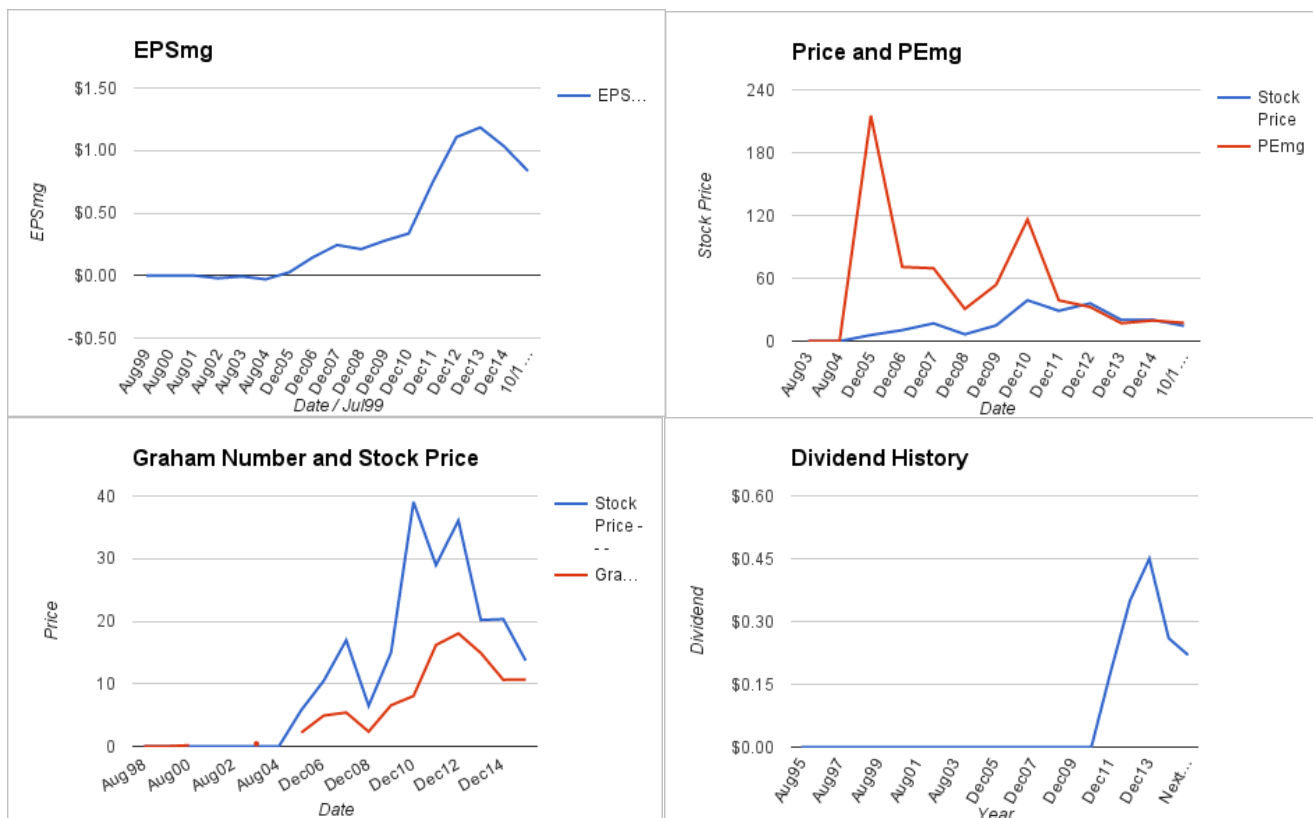 EPSmg
$1.50
$1.00
$0.50
$0.00
-$0.50
EPSmg
EPS...
Aug99
Aug00
Aug01
Aug02
Aug03
Aug04
Dec05
Dec06
Dec07
Dec08
Dec09
Dec10
Dec11
Dec12
Dec13
Dec14
10/1 ...
Date / Jul99
Price and PEmg
240
180
120
60
0
Stock Price
Stock
Price
PEmg
Aug03
Aug04
Dec05
Dec06
Dec07
Dec08
Dec09
Dec10
Dec11
Dec12
Dec13
Dec14
10/1 ...
Date
Graham Number and Stock Price
40
30
20
10
0
Price
Stock
Price -
- -
Gra...
Aug98
Aug00
Aug02
Aug04
Dec06
Dec08
Dec10
Dec12
Dec14
Date
Dividend History
$0.60
$0.45
$0.30
$0.15
$0.00
Dividend
Aug95
Aug97
Aug99
Aug01
Aug03
Dec05
Dec07
Dec09
Dec11
Dec13
Next...
Year